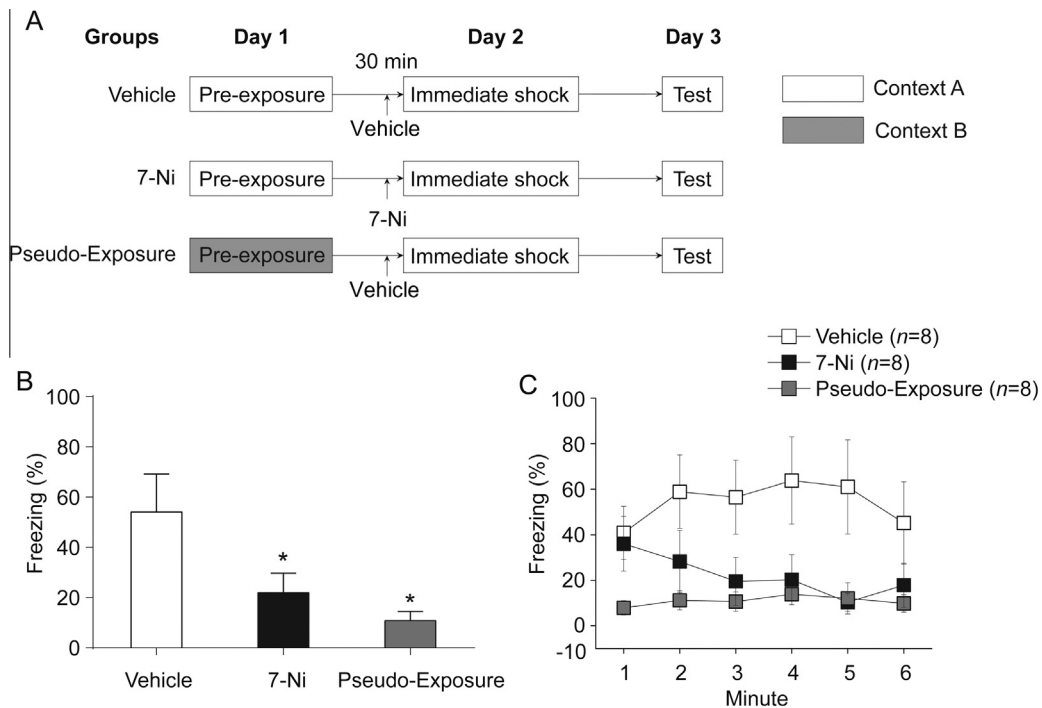 A
Groups Day 1 Day 2 Day 3
30 min
Vehicle Pre-exposure Immediate shock Test
Vehicle
7-Ni Pre-exposure Immediate shock Test
7-Ni
Pseudo-Exposure Pre-exposure Immediate shock Test
Vehicle
Context A
Context B
B
Freezing (%)
100
80
60
40
20
0
*
*
Vehicle 7-Ni Pseudo-Exposure
C
Vehicle (n=8)
7-Ni (n=8)
Pseudo-Exposure (n=8)
Freezing (%)
100
80
60
40
20
0
-10
1 2 3 4 5 6
Minute